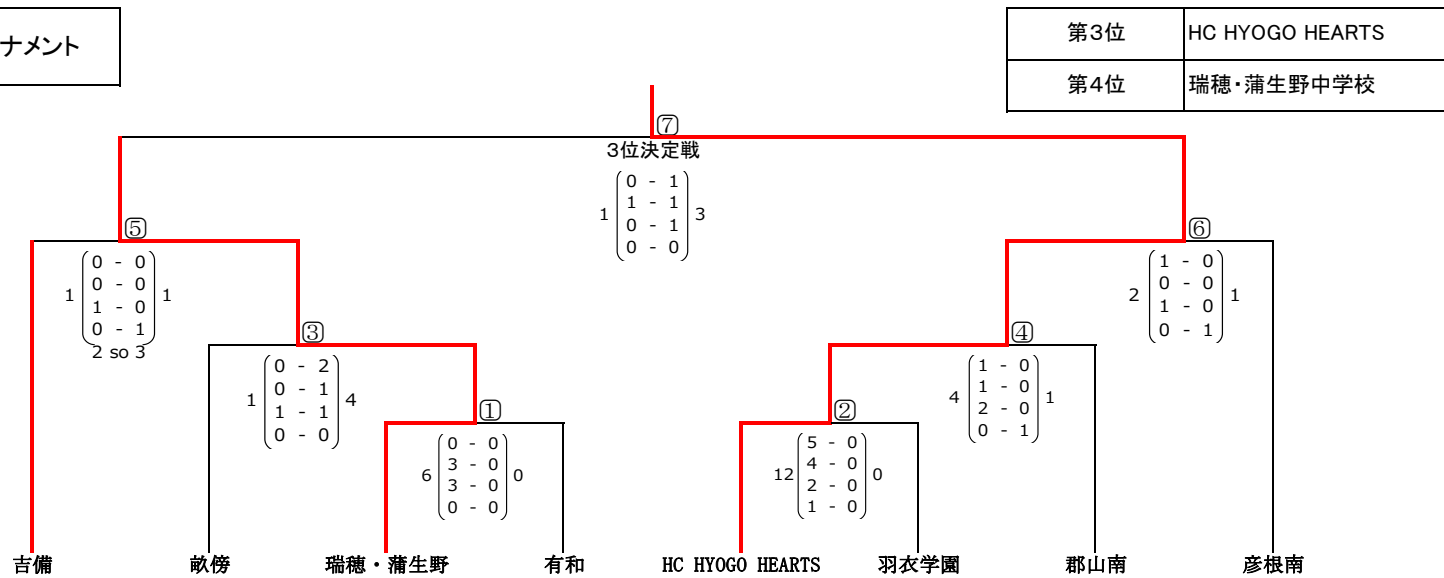 ナメント
第3位 HC HYOGO HEARTS
第4位 瑞穂・蒲生野中学校
⑦
3位決定戦
0 - 1
1 - 1
1 3
0 - 1
0 - 0
⑤
0 - 0
0 - 0
1 1
1 - 0
0 - 1
2 so 3
⑥
1 - 0
0 - 0
2 1
1 - 0
0 - 1
③
0 - 2
0 - 1
1 4
1 - 1
0 - 0
④
1 - 0
1 - 0
4 1
2 - 0
0 - 1
①
0 - 0
3 - 0
6 0
3 - 0
0 - 0
②
5 - 0
4 - 0
12 0
2 - 0
1 - 0
吉備 畝傍 瑞穂・蒲生野 有和 HC HYOGO HEARTS 羽衣学園 郡山南 彦根南